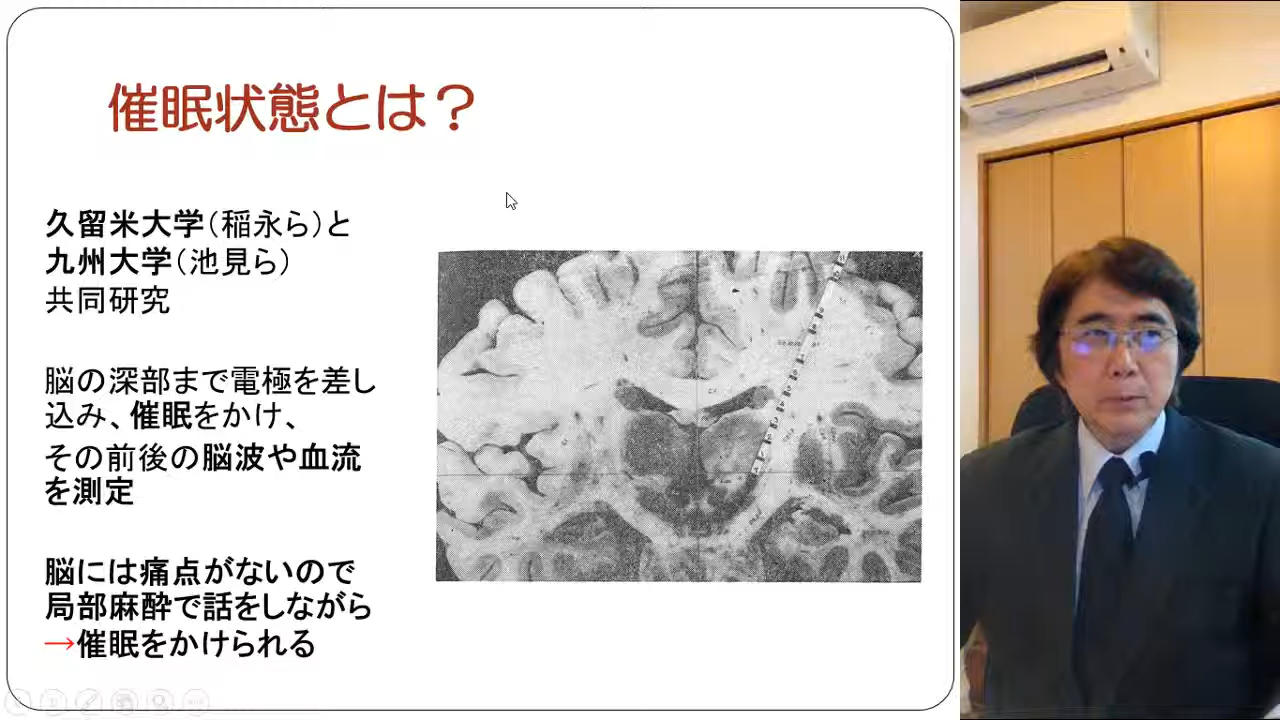 催眠状態とは？
久留米大学（稲永ら）と
九州大学（池見ら）
共同研究
脳の深部まで電極を差し
込み、催眠をかけ、
その前後の脳波や血流
を測定
脳には痛点がないので
局部麻酔で話をしながら
→催眠をかけられる